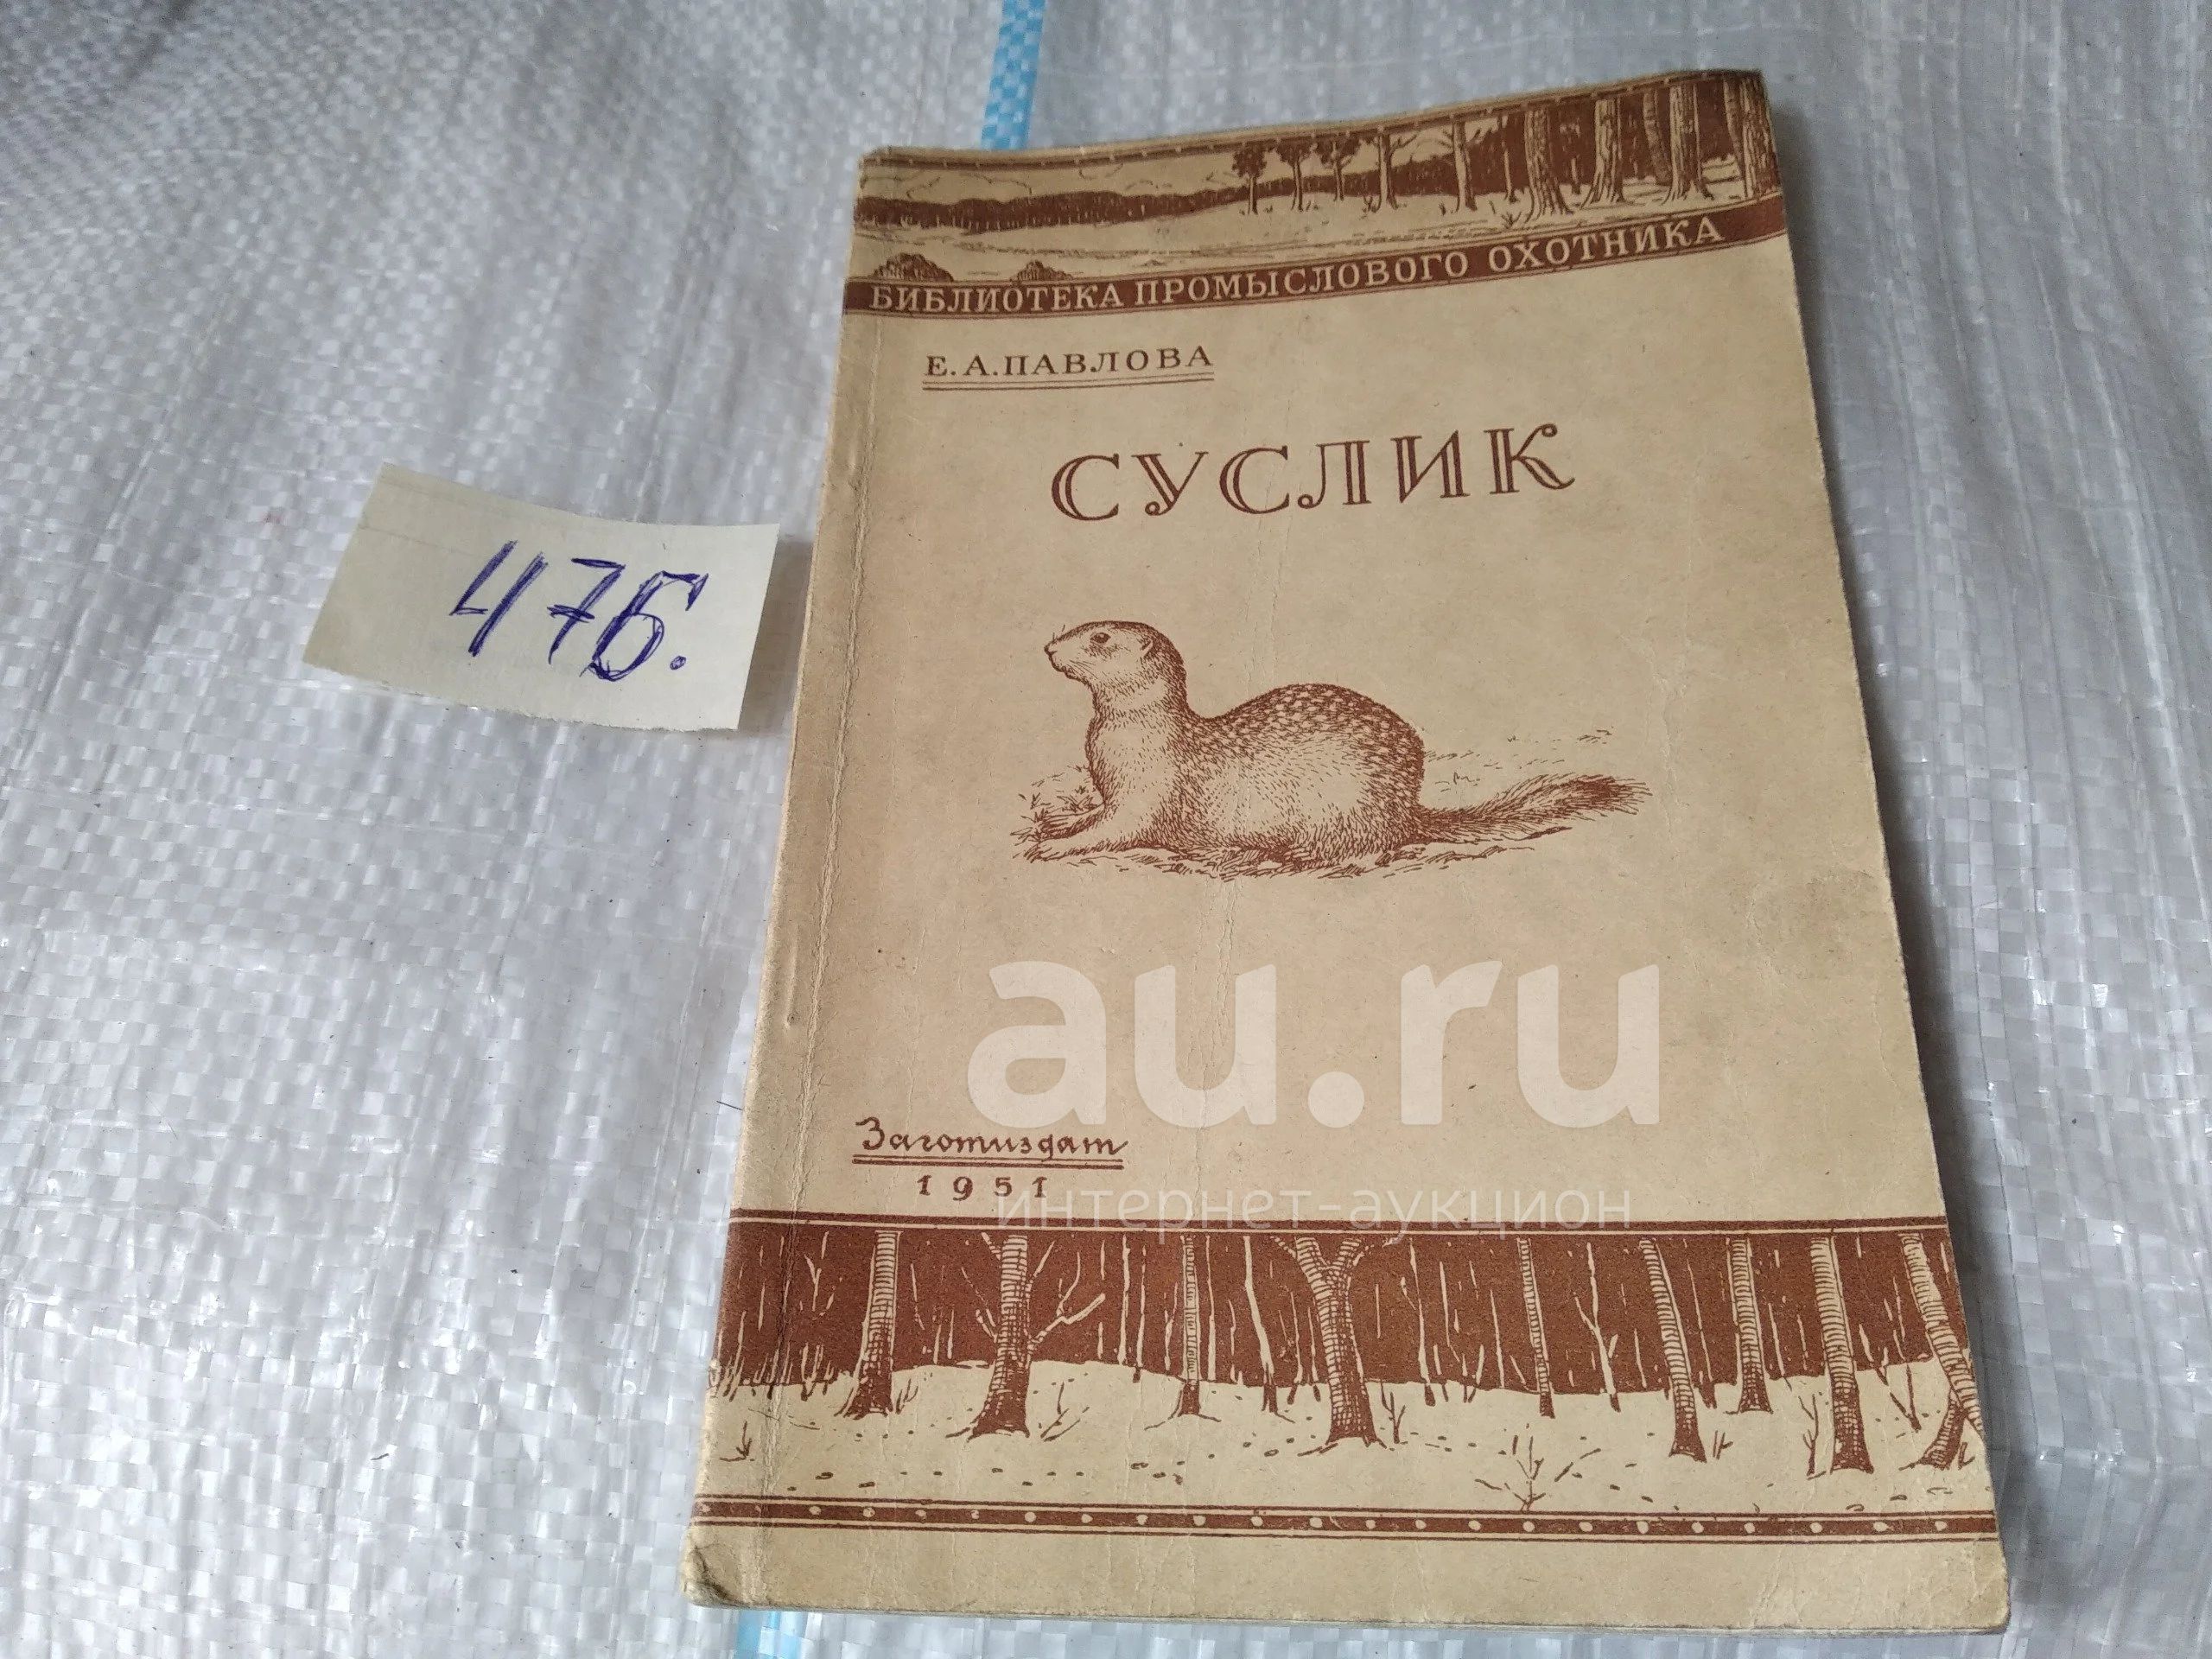 БИБЛИОТЕКА ПРОМЫСЛОВОГО ОХОТНИКА
Е. А. ПАВЛОВА
СУСЛИК
476.
au.ru
интернет-аукцион
Заготиздат
1951